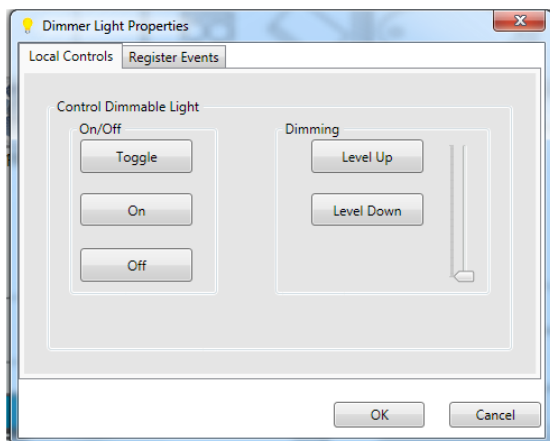 Dimmer Light Properties
Local Controls
Register Events
Control Dimmable Light
On/Off
Dimming
Toggle
Level Up
On
Level Down
Off
OK
Cancel